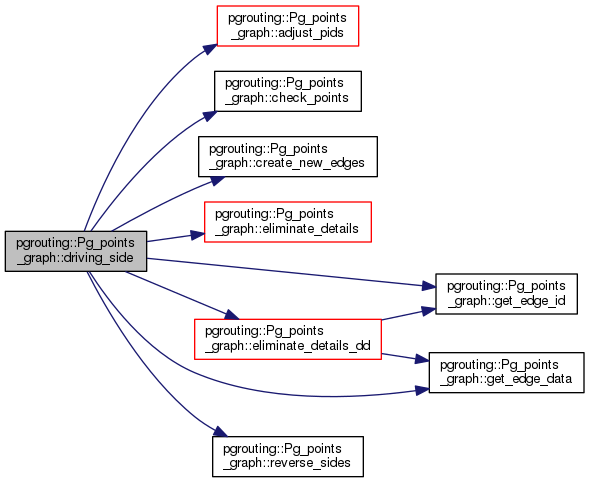 pgrouting::Pg_points
_graph::adjust_pids
pgrouting::Pg_points
_graph::check_points
pgrouting::Pg_points
_graph::create_new_edges
pgrouting::Pg_points
_graph::eliminate_details
pgrouting::Pg_points
_graph::driving_side
pgrouting::Pg_points
_graph::get_edge_id
pgrouting::Pg_points
_graph::eliminate_details_dd
pgrouting::Pg_points
_graph::get_edge_data
pgrouting::Pg_points
_graph::reverse_sides